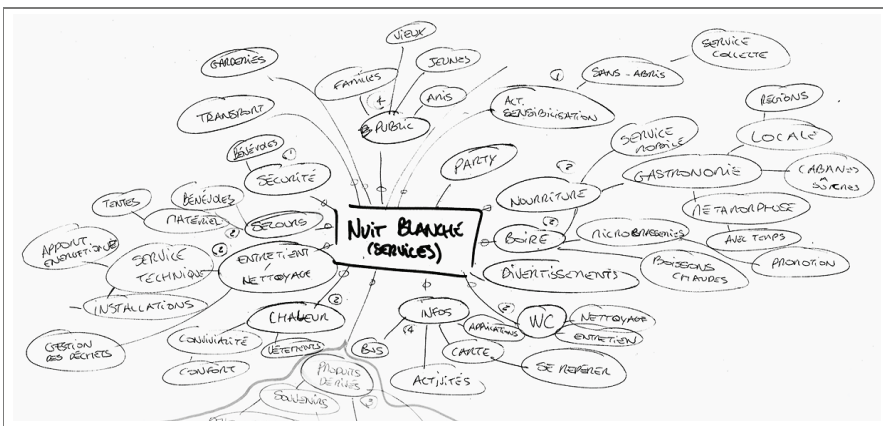 VIEUX
GARDERIES
FAMILLES
JEUNES
AMIS
PUBLIC
SERVICE
COLLECTE
SANS-ABRIS
ACT.
SENSIBILISATION
TRANSPORT
BÉNÉVOLES
SÉCURITÉ
PARTY
RÉGIONS
LOCALE
SERVICE
MOBILE
GASTRONOMIE
CABANES
À
SUCRES
NOURRITURE
MÉTAMORPHOSE
AVEC TEMPS
TENTES
BÉNÉVOLES
MATÉRIEL
SECOURS
NUIT BLANCHE
(SERVICES)
BOIRE
MICROBRASSERIES
PROMOTION
BOISSONS
CHAUDES
DIVERTISSEMENTS
APPOINT
ÉNERGÉTIQUE
SERVICE
TECHNIQUE
ENTRETIEN
NETTOYAGE
INSTALLATIONS
CHALEUR
INFOS
APPLICATIONS
WC
NETTOYAGE
ENTRETIEN
GESTION
DES DÉCHETS
CONVIVIALITÉ
VÊTEMENTS
CONFORT
BUS
CARTE
SE REPÉRER
ACTIVITÉS
PRODUITS
DÉRIVÉS
SOUVENIRS